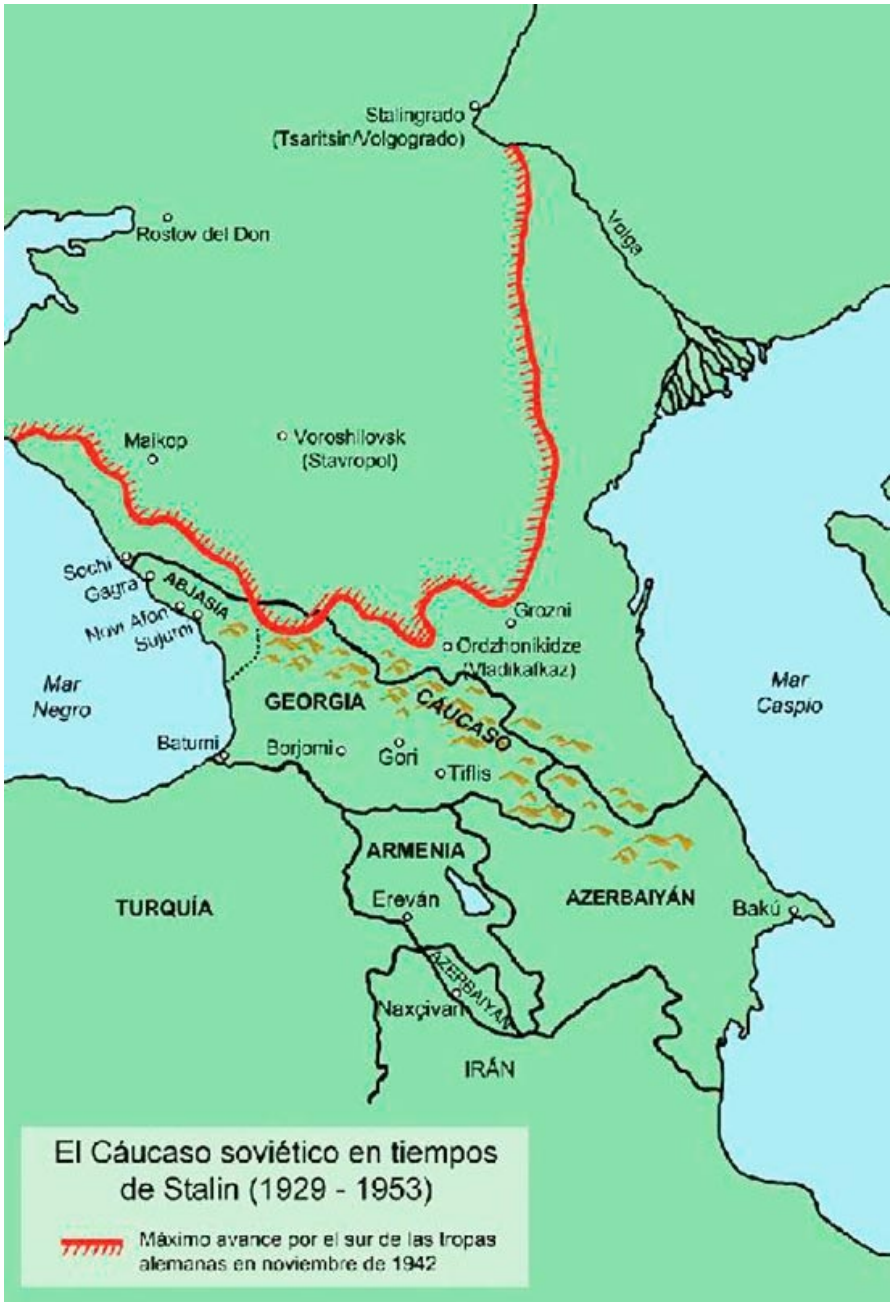 Stalingrado
(Tsaritsin/Volgogrado)
Rostov del Don
Volga
Maikop
Voroshilovsk
(Stavropol)
Sochi
Gagra
ABJASIA
Novi Afon
Sujumi
Grozni
Ordzhonikidze
(Vladikafkaz)
Mar
Negro
GEORGIA
CÁUCASO
Mar
Caspio
Batumi
Borjomi
Gori
Tiflis
ARMENIA
TURQUÍA
Ereván
AZERBAIYÁN
Bakú
AZERBAIYÁN
Naxçivan
IRÁN
El Cáucaso soviético en tiempos
de Stalin (1929 - 1953)
Máximo avance por el sur de las tropas
alemanas en noviembre de 1942